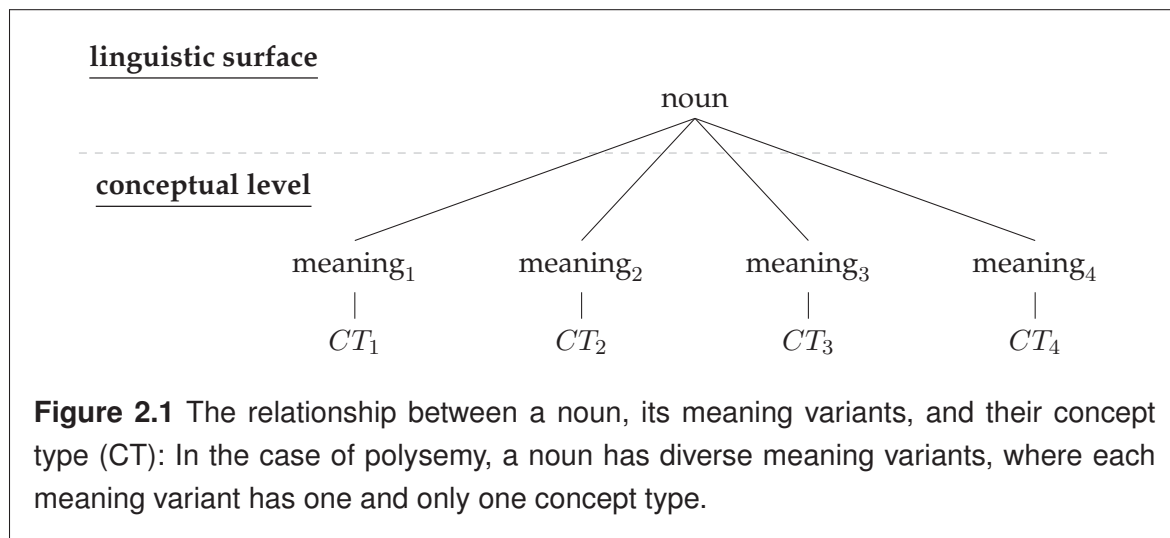 linguistic surface
noun
conceptual level
meaning₁ meaning₂ meaning₃ meaning₄
CT₁ CT₂ CT₃ CT₄
Figure 2.1 The relationship between a noun, its meaning variants, and their concept
type (CT): In the case of polysemy, a noun has diverse meaning variants, where each
meaning variant has one and only one concept type.